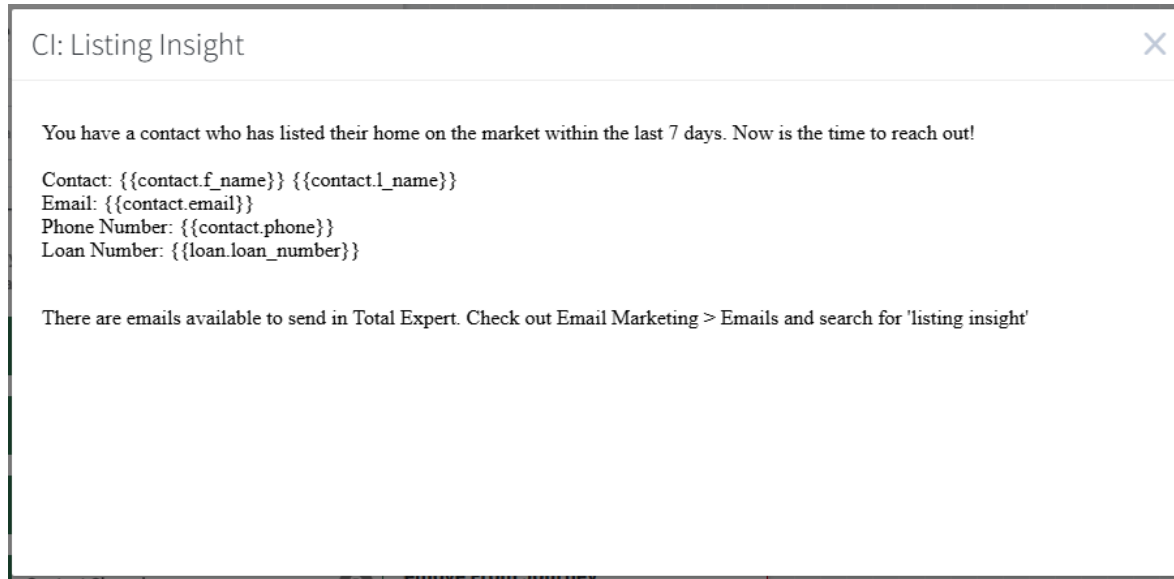 CI: Listing Insight
You have a contact who has listed their home on the market within the last 7 days. Now is the time to reach out!
Contact: {{contact.f_name}} {{contact.l_name}}
Email: {{contact.email}}
Phone Number: {{contact.phone}}
Loan Number: {{loan.loan_number}}
There are emails available to send in Total Expert. Check out Email Marketing > Emails and search for 'listing insight'